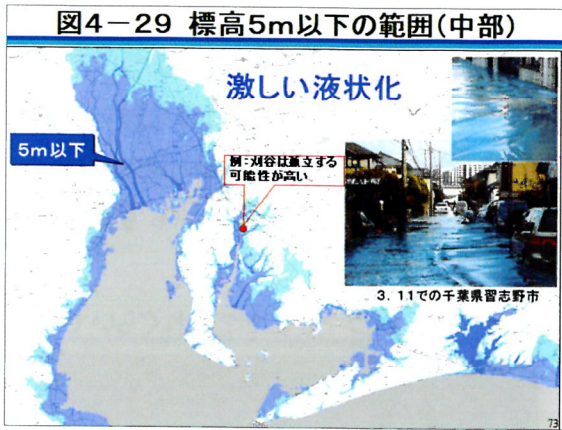 図4－29 標高5m以下の範囲(中部)
激しい液状化
5m以下
例：刈谷は孤立する
可能性が高い
3．11での千葉県習志野市
73